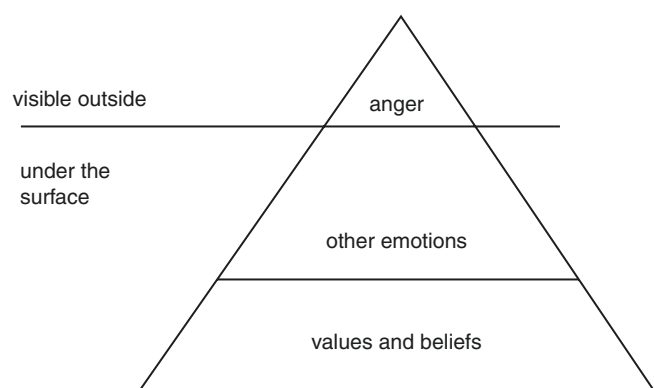 visible outside
anger
under the
surface
other emotions
values and beliefs